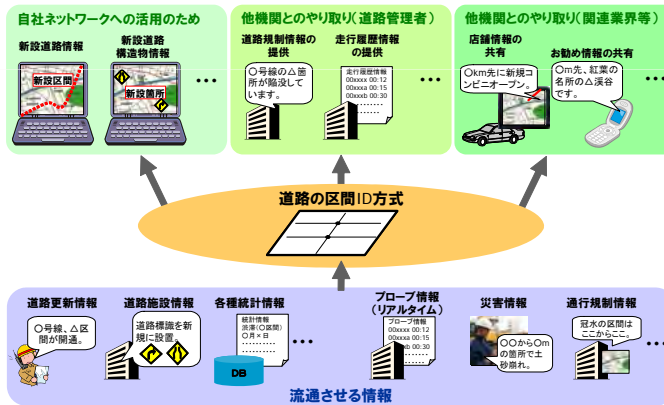 自社ネットワークへの活用のため
新設道路情報
新設区間
新設道路
構造物情報
新設箇所
•••
他機関とのやり取り(道路管理者)
道路規制情報の
提供
〇号線の△箇
所が陥没して
います。
走行履歴情報
の提供
走行履歴情報
00xxxx 00:12
00xxxa 00:15
00xxxb 00:30
•••
他機関とのやり取り(関連業界等)
店舗情報の
共有
〇km先に新規コ
ンビニオープン。
お勧め情報の共有
〇m先、紅葉の
名所の△渓谷
です。
•••
道路の区間ID方式
道路更新情報
〇号線、△区
間が開通。
道路施設情報
道路標識を新
規に設置。
各種統計情報
統計情報
渋滞(〇区間)
〇月×日
DB
•••
プローブ情報
(リアルタイム)
プローブ情報
00xxxx 00:12
00xxxa 00:15
00xxxb 00:30
災害情報
〇〇から〇m
の箇所で土
砂崩れ。
通行規制情報
冠水の区間は
ここからここ。
•••
流通させる情報